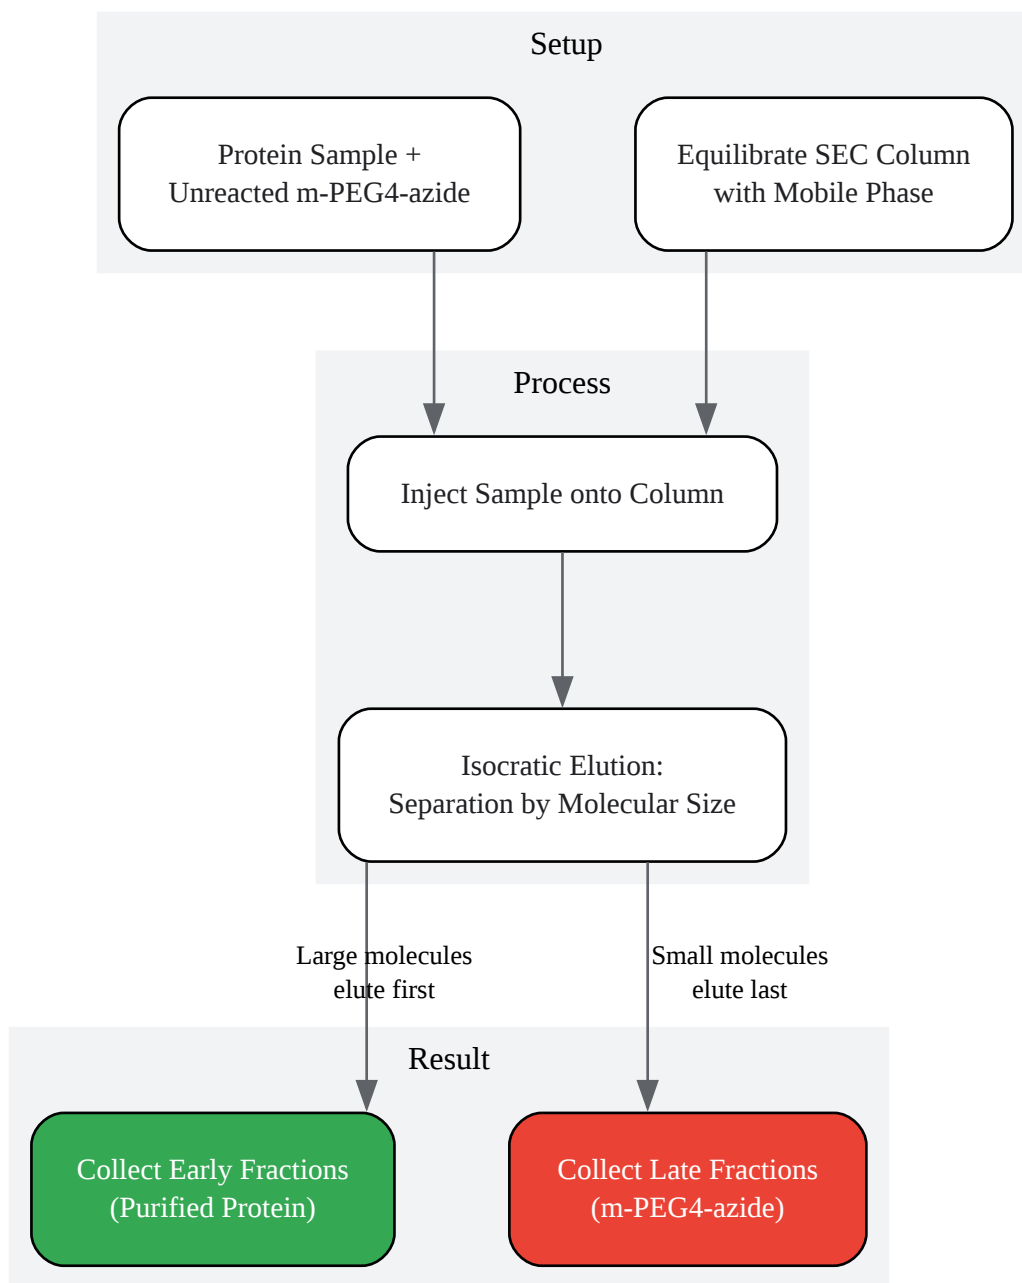 Setup
Protein Sample +
Unreacted m-PEG4-azide
Equilibrate SEC Column
with Mobile Phase
Process
Inject Sample onto Column
Isocratic Elution:
Separation by Molecular Size
Large molecules
elute first
Small molecules
elute last
Result
Collect Early Fractions
(Purified Protein)
Collect Late Fractions
(m-PEG4-azide)